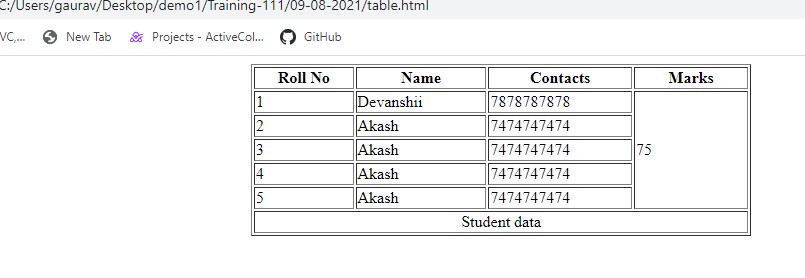 C:/Users/gaurav/Desktop/demo1/Training-111/09-08-2021/table.html
VC,... New Tab Projects - ActiveCol... GitHub
Roll No Name Contacts Marks
1 Devanshii 7878787878
2 Akash 7474747474
3 Akash 7474747474 75
4 Akash 7474747474
5 Akash 7474747474
Student data